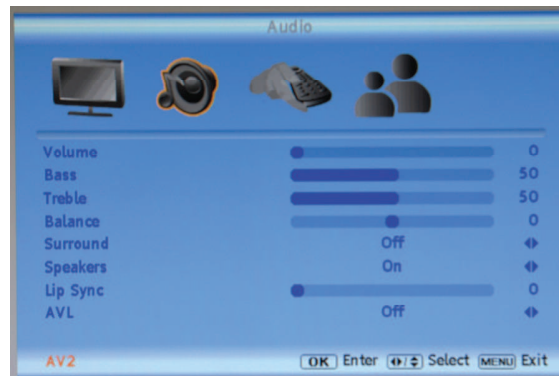 Audio
Volume 0
Bass 50
Treble 50
Balance 0
Surround Off
Speakers On
Lip Sync 0
AVL Off
AV2 OK Enter / Select MENU Exit